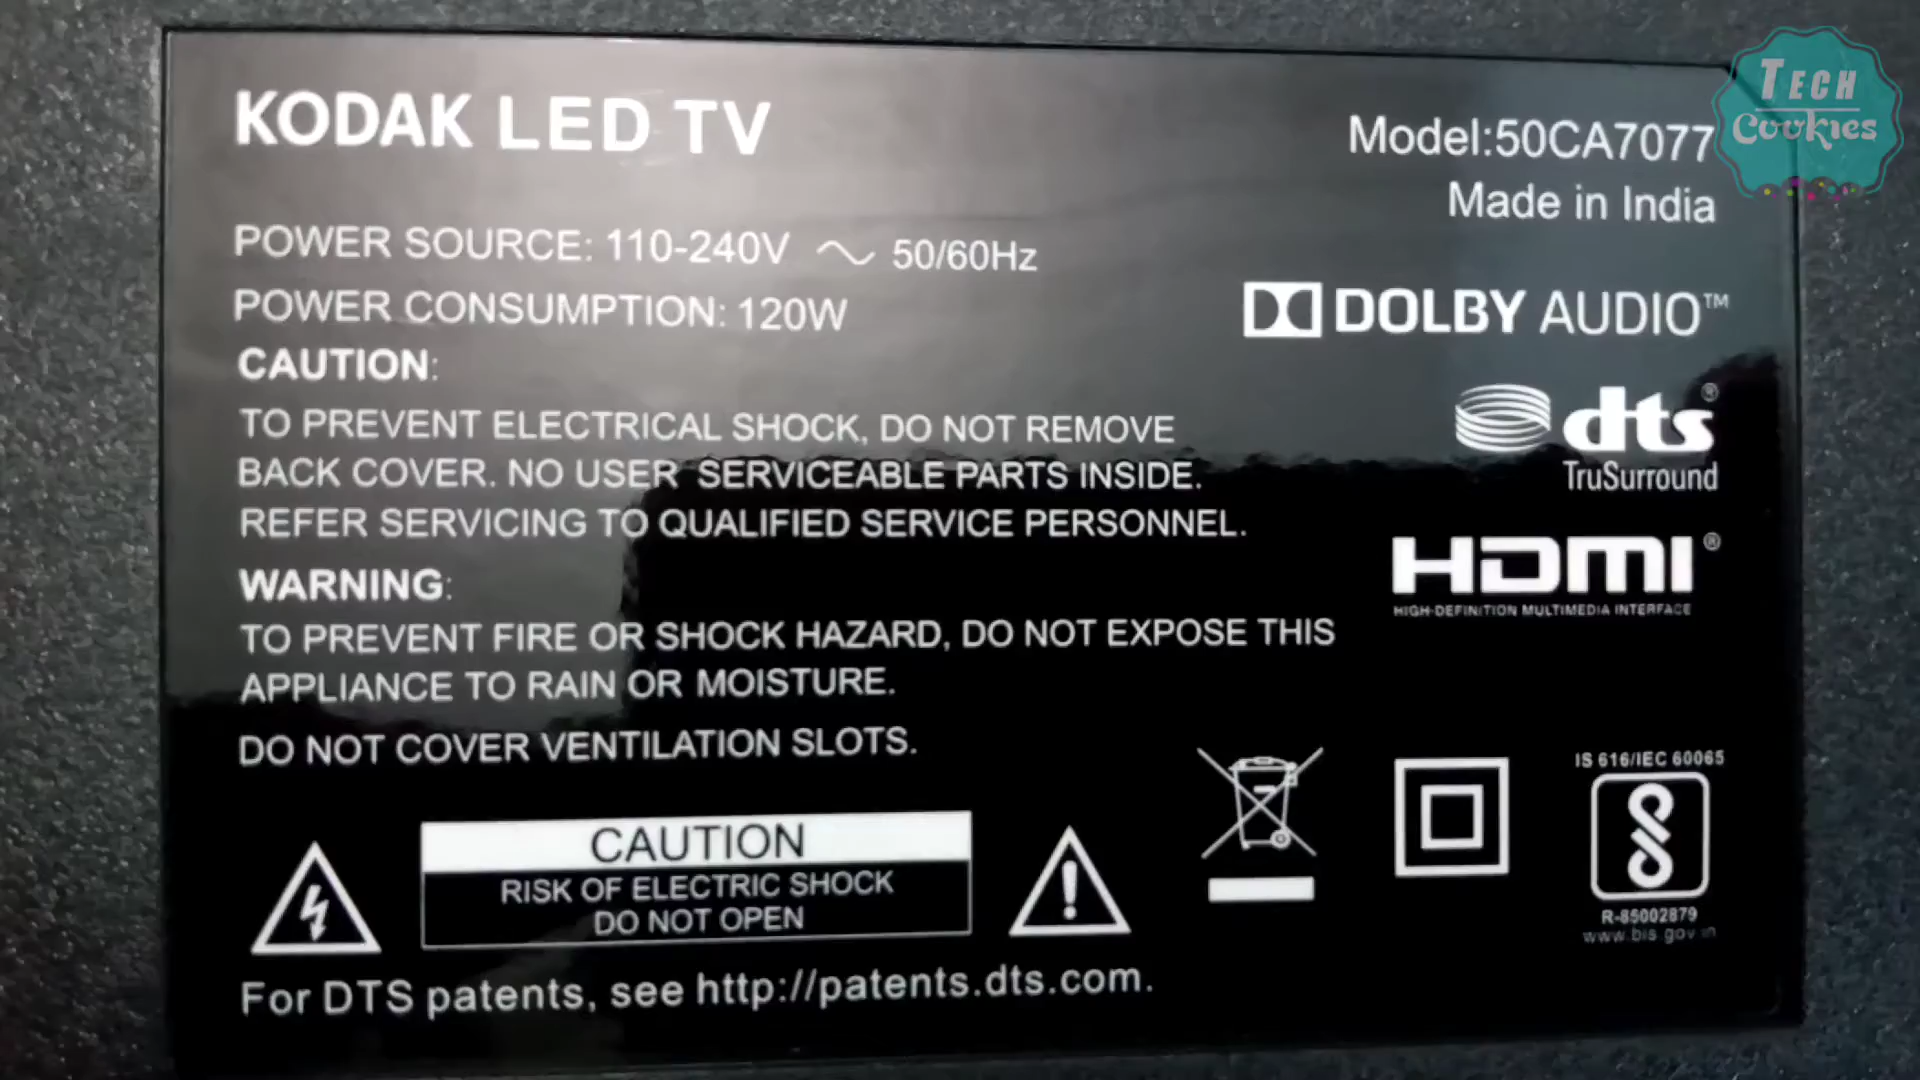 KODAK LED TV
Model:50CA7077
Made in India
POWER SOURCE: 110-240V ~ 50/60Hz
POWER CONSUMPTION: 120W
CAUTION:
TO PREVENT ELECTRICAL SHOCK, DO NOT REMOVE
BACK COVER. NO USER SERVICEABLE PARTS INSIDE.
REFER SERVICING TO QUALIFIED SERVICE PERSONNEL.
WARNING:
TO PREVENT FIRE OR SHOCK HAZARD, DO NOT EXPOSE THIS
APPLIANCE TO RAIN OR MOISTURE.
DO NOT COVER VENTILATION SLOTS.
CAUTION
RISK OF ELECTRIC SHOCK
DO NOT OPEN
For DTS patents, see http://patents.dts.com.
DOLBY AUDIO™
dts®
TruSurround
HDMI®
HIGH-DEFINITION MULTIMEDIA INTERFACE
IS 616/IEC 60065
R-85002879
www.bis.gov.in
TECH
Cookies